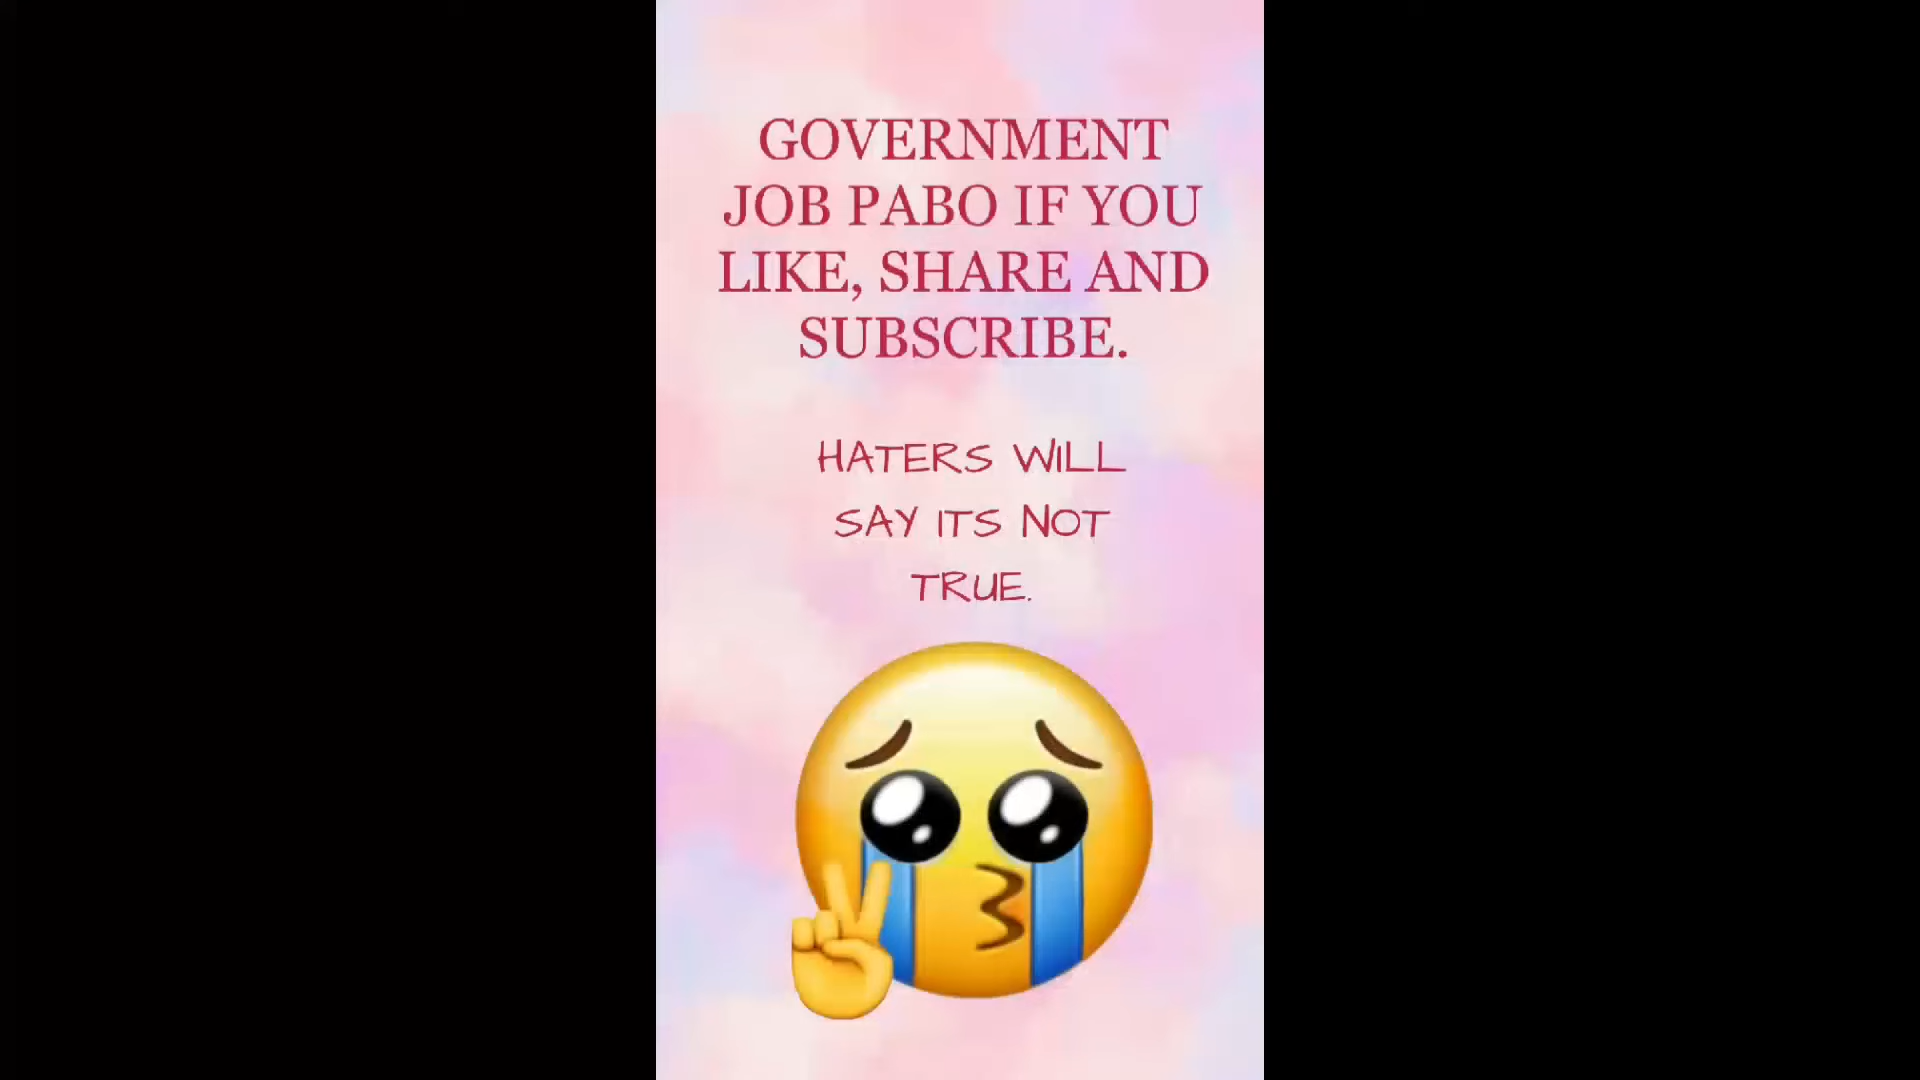 GOVERNMENT
JOB PABO IF YOU
LIKE, SHARE AND
SUBSCRIBE.
HATERS WILL
SAY ITS NOT
TRUE.